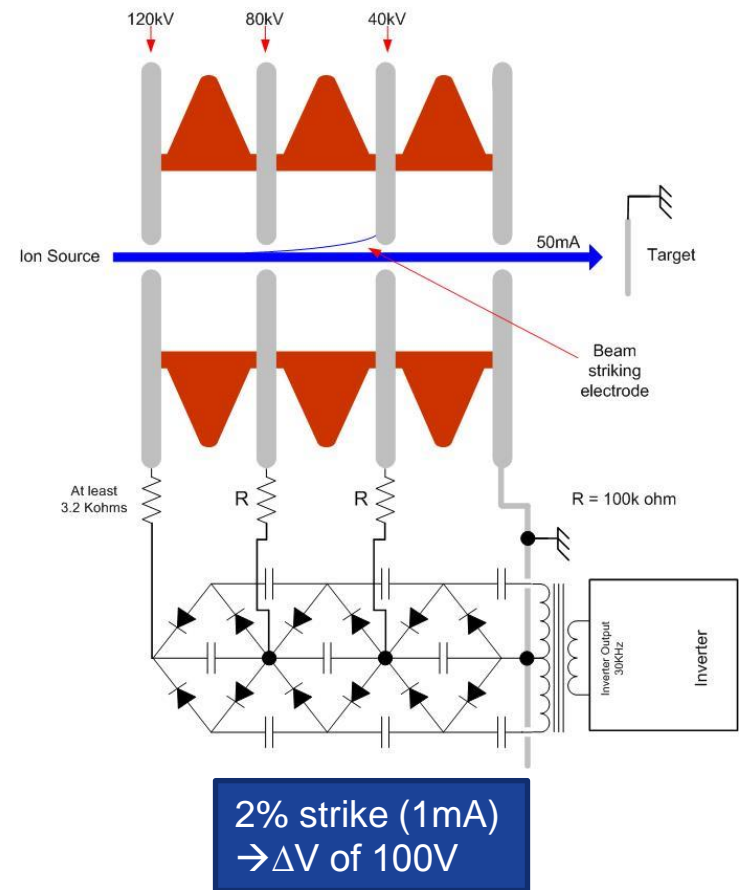 120kV 80kV 40kV
Ion Source
50mA
Target
Beam
striking
electrode
At least
3.2 Kohms
R
R
R = 100k ohm
Inverter Output
30KHz
Inverter
2% strike (1mA)
→ΔV of 100V